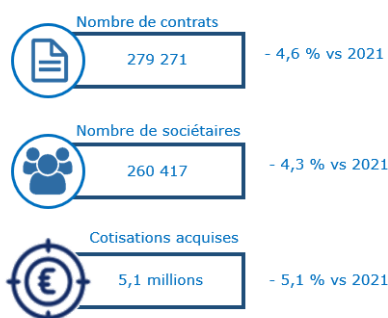 Nombre de contrats
279 271
- 4,6 % vs 2021
Nombre de sociétaires
260 417
- 4,3 % vs 2021
Cotisations acquises
€
5,1 millions
- 5,1 % vs 2021